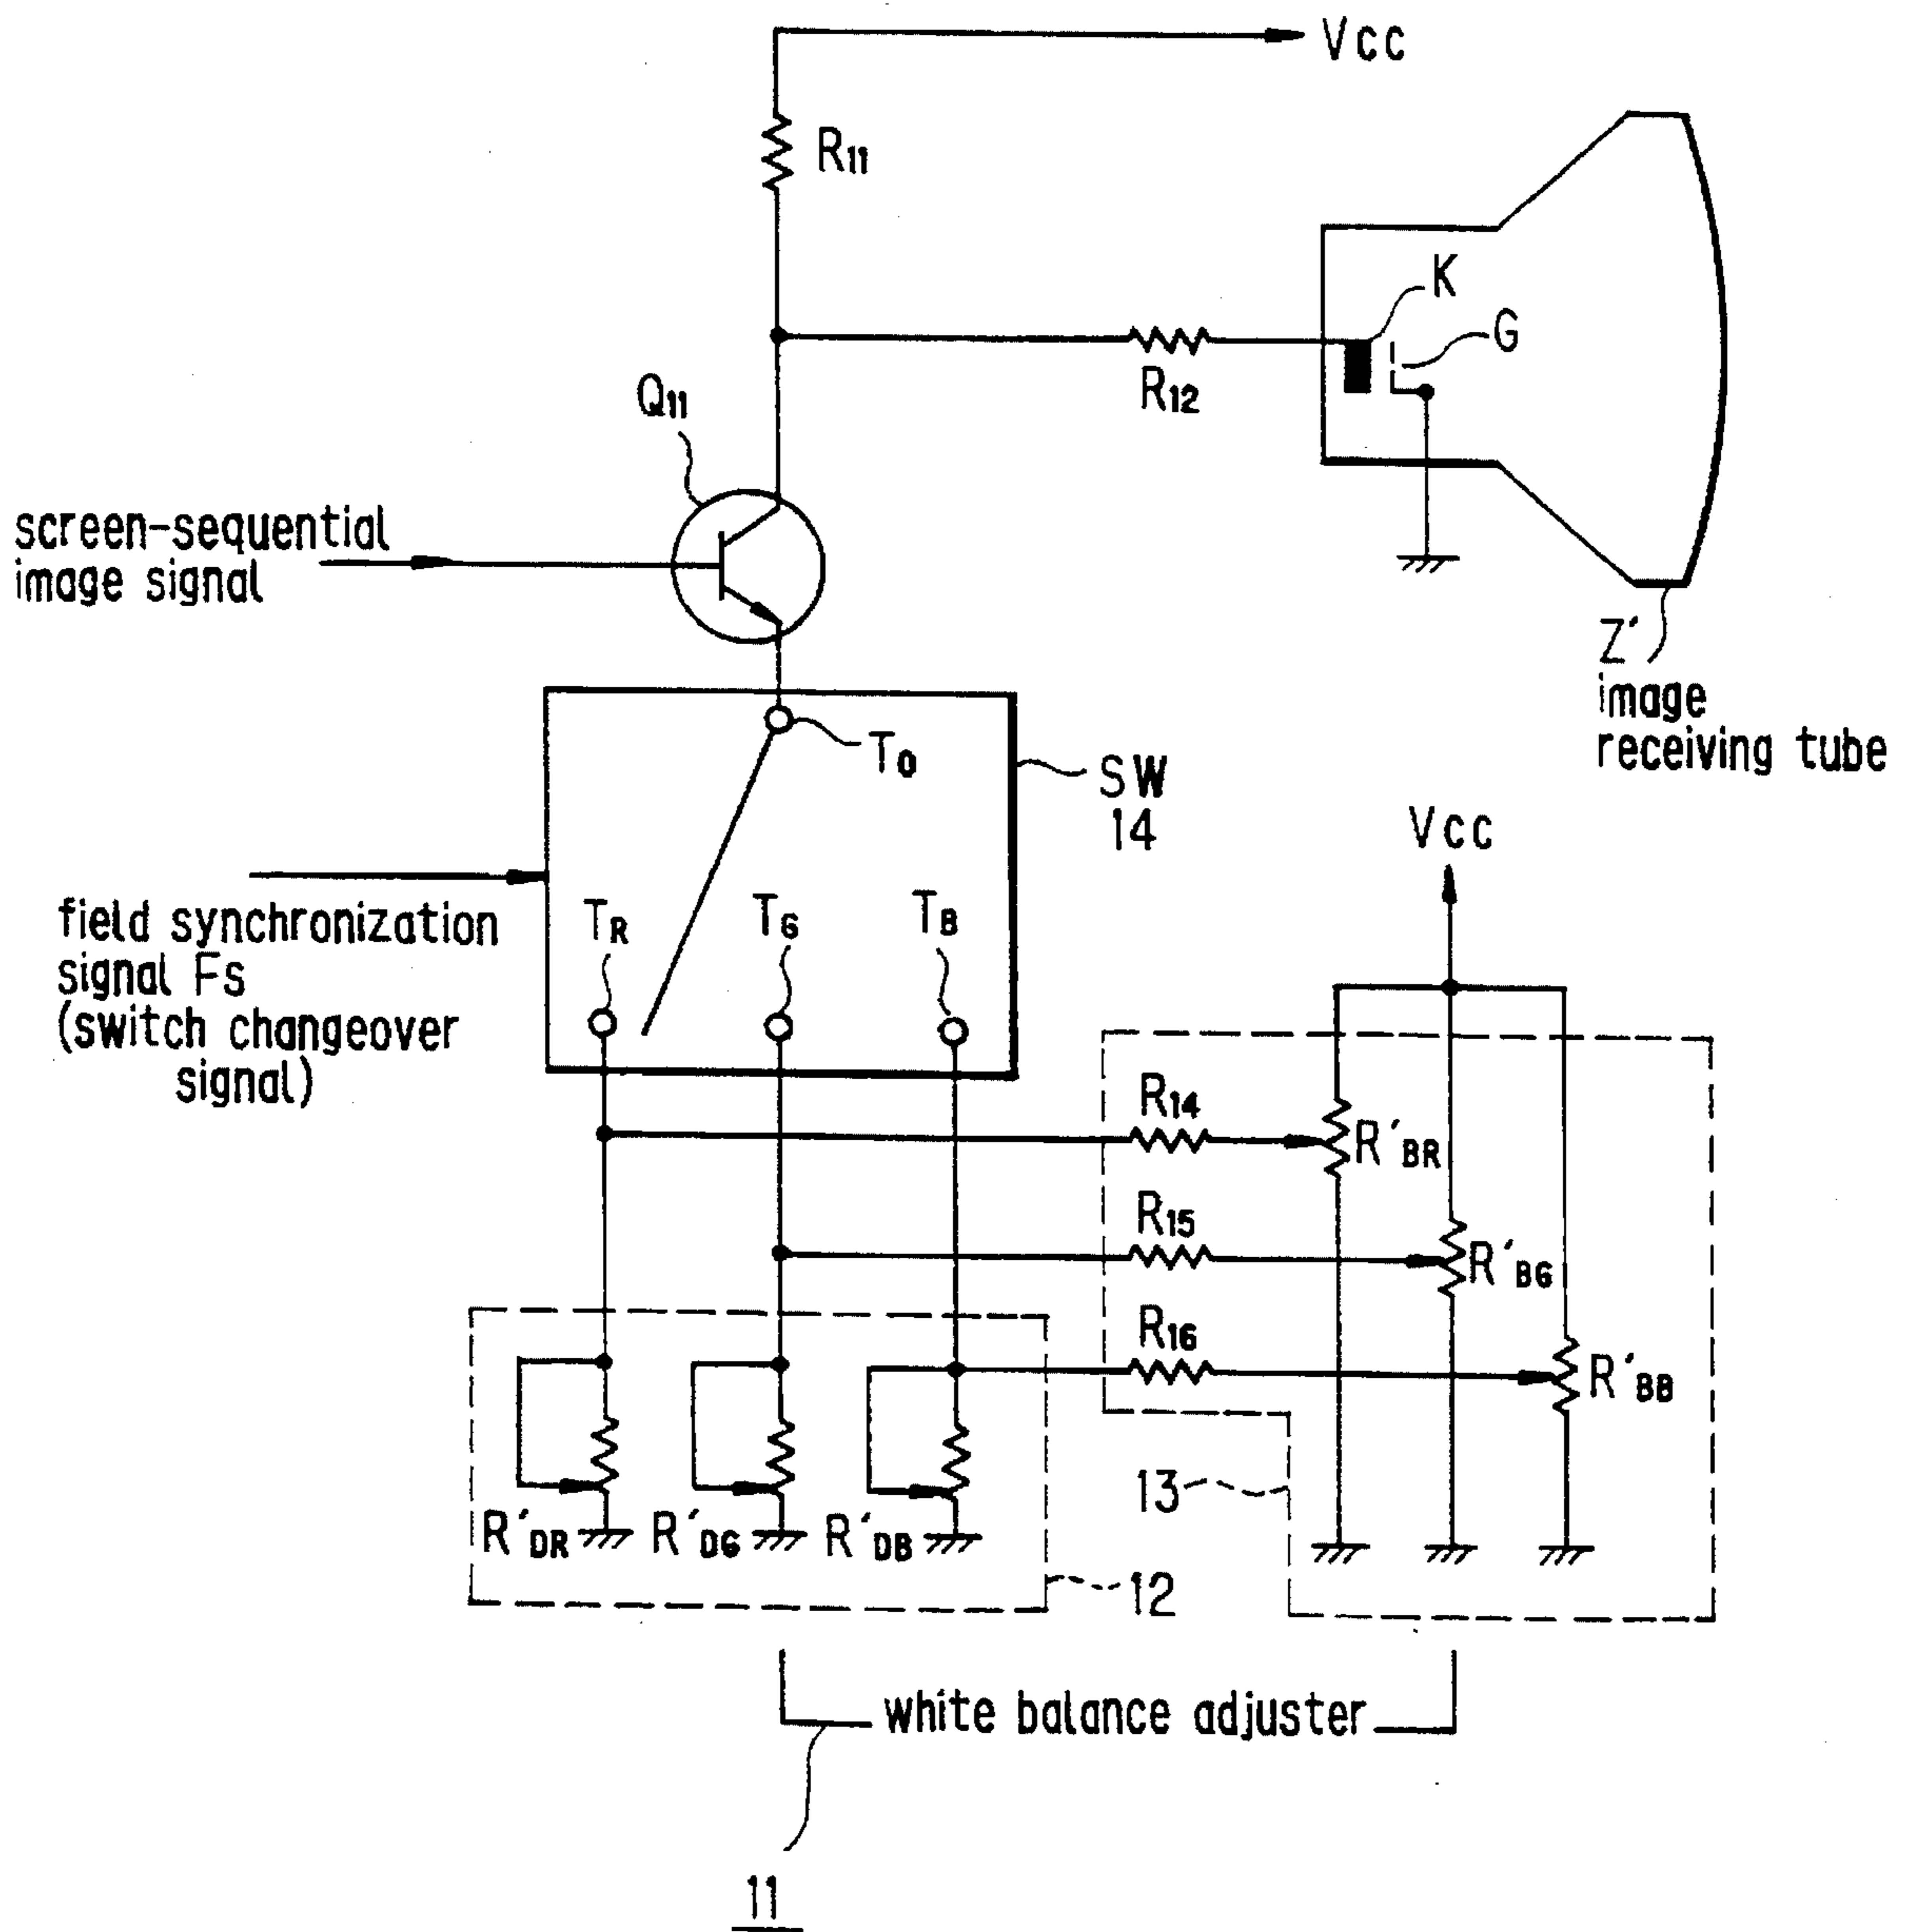 Vcc
R11
K
G
R12
Q11
screen-sequential
image signal
Z'
image
receiving tube
T0
SW
14
Vcc
field synchronization
signal Fs
(switch changeover
signal)
TR
TG
TB
R14
R'BR
R15
R'BG
R16
R'BB
13
R'DR
R'DG
R'DB
12
white balance adjuster
11